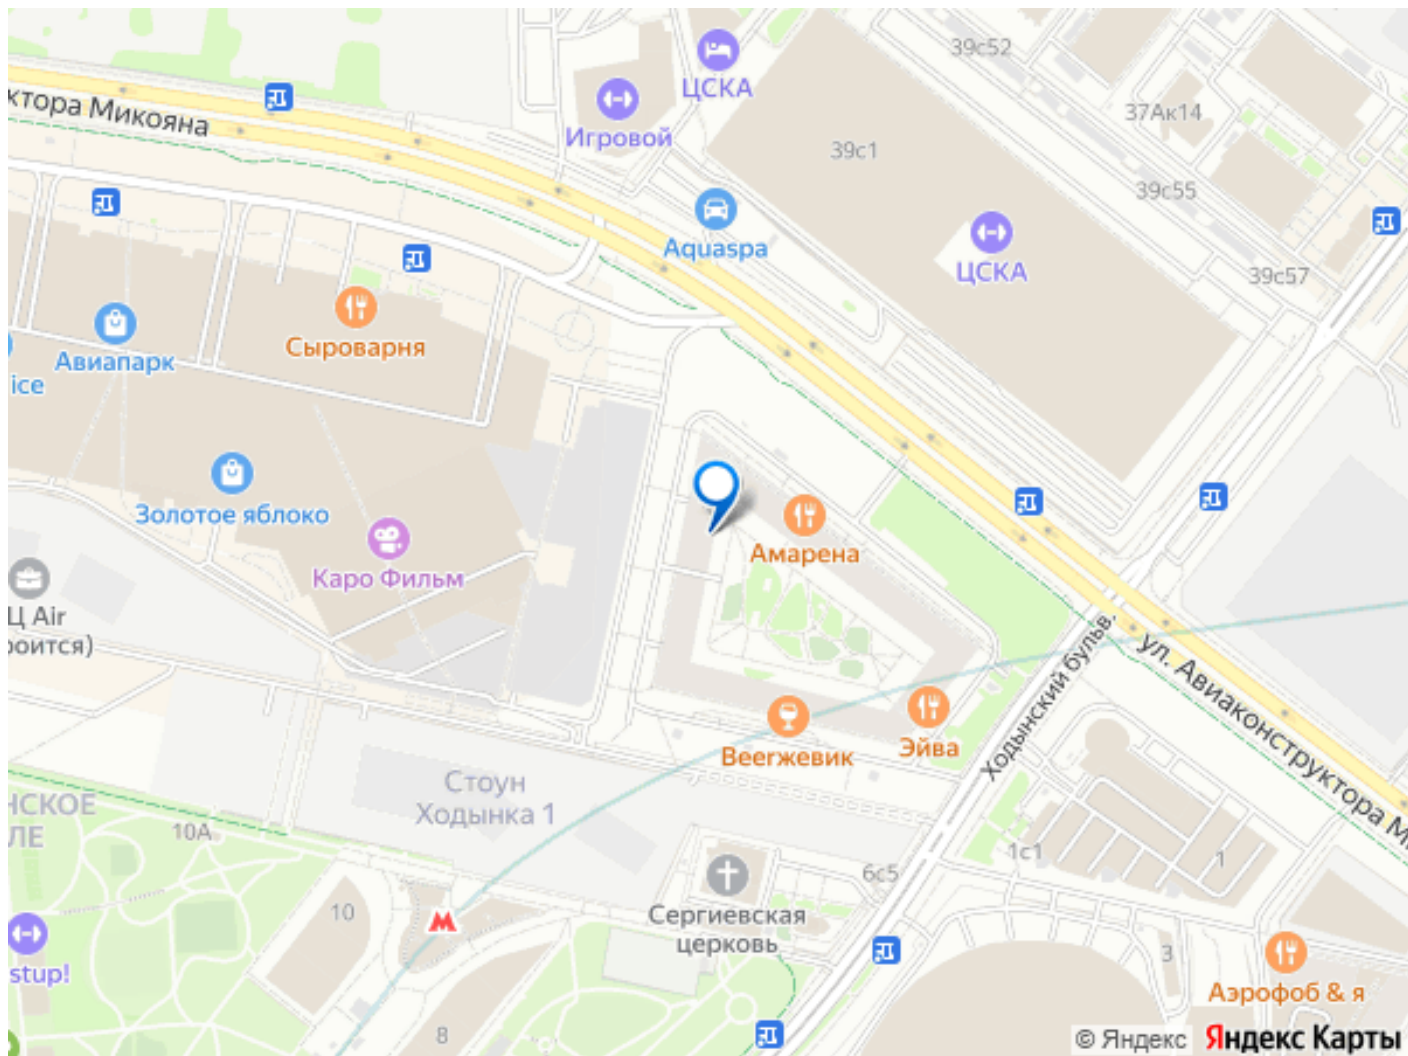 39с52
ЦСКА
ктора Микояна
37Ак14
Игровой
39с1
39с55
Aquaspa
ЦСКА
39с57
Сыроварня
Авиапарк
ice
Золотое яблоко
Амарена
Каро Фильм
Ц Air
роится)
Ходынский бульв.
ул. Авиаконструктора М
Эйва
Веегжевик
Стоун
Ходынка 1
НСКОЕ
ЛЕ
10А
1с1
1
6с5
10
Сергиевская
церковь
stup!
3
Аэрофоб & я
8
© Яндекс
Яндекс Карты